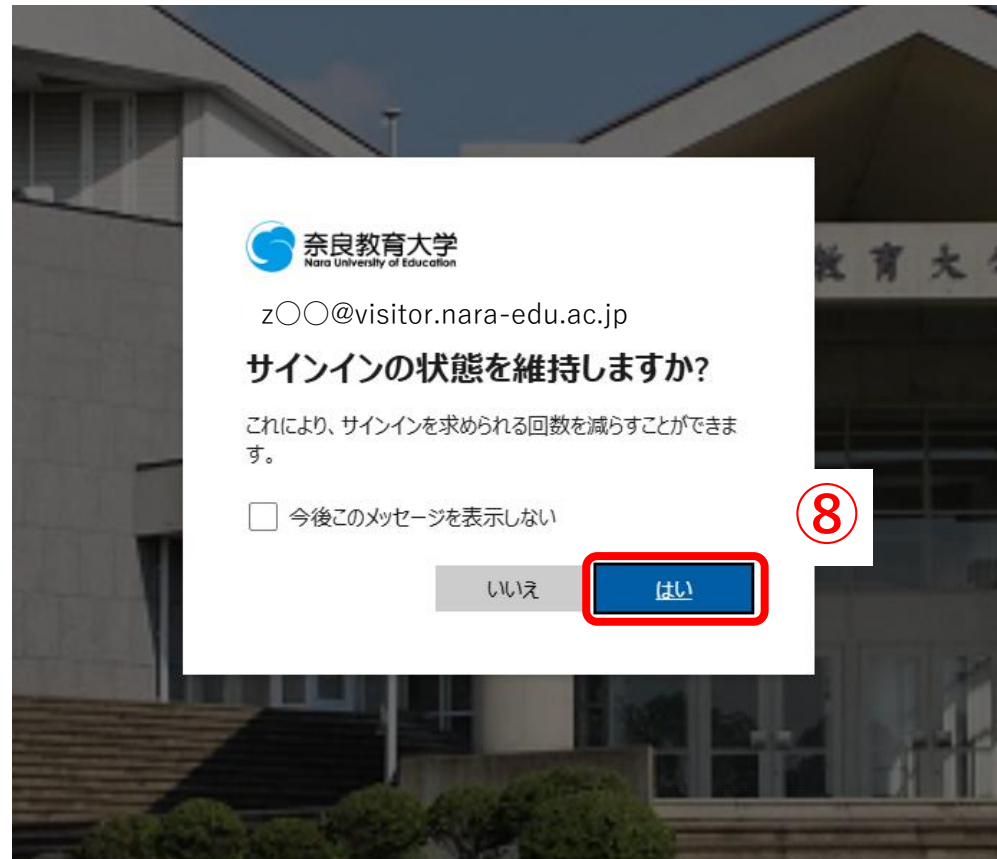 奈良教育大学
Nara University of Education
教育大
z〇〇@visitor.nara-edu.ac.jp
サインインの状態を維持しますか?
これにより、サインインを求められる回数を減らすことができま
す。
今後このメッセージを表示しない
⑧
いいえ
はい